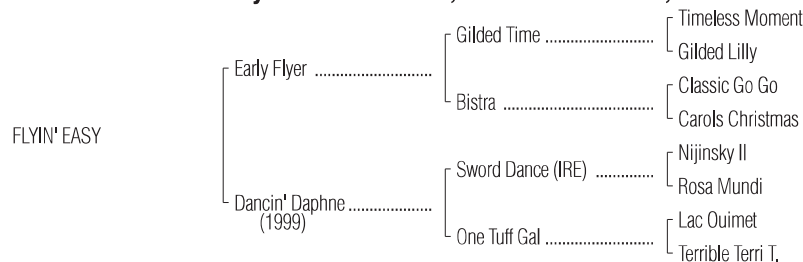 Timeless Moment
Gilded Time
Gilded Lilly
Early Flyer
Classic Go Go
Bistra
Carols Christmas
FLYIN' EASY
Nijinsky II
Sword Dance (IRE)
Rosa Mundi
Dancin' Daphne
(1999)
Lac Ouimet
One Tuff Gal
Terrible Terri T,